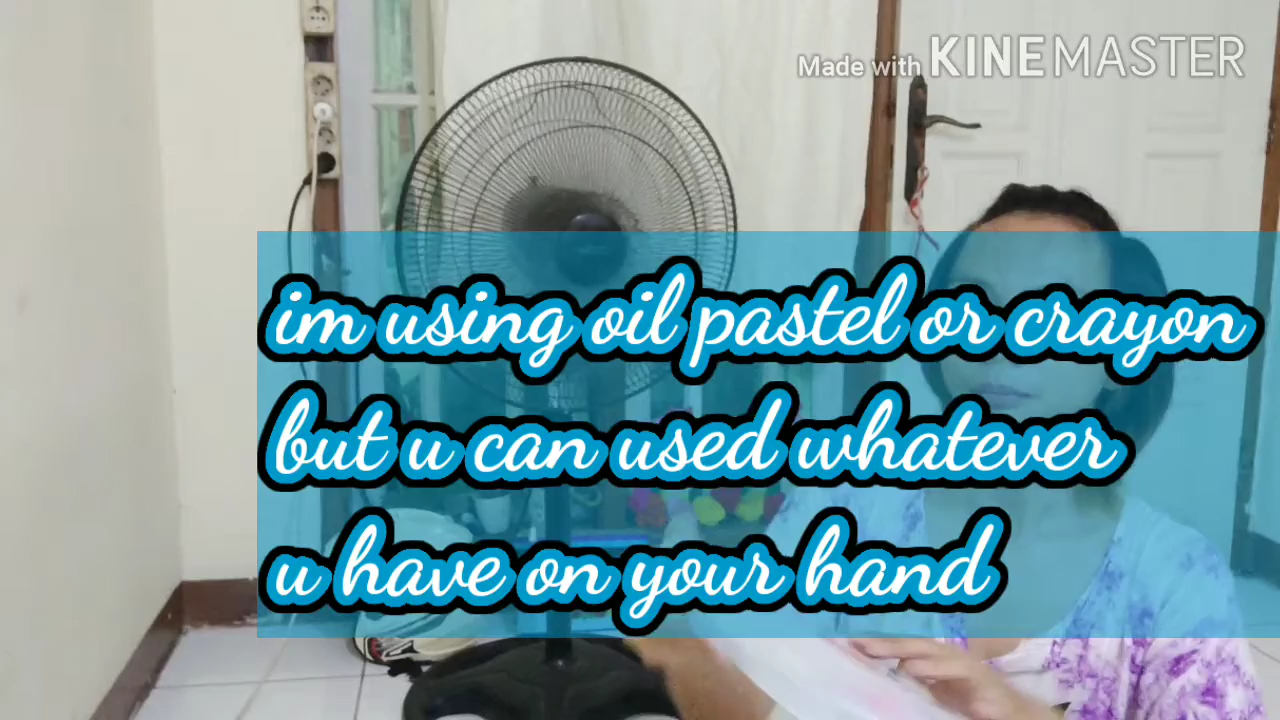 Made with KINEMASTER
im using oil pastel or crayon
but u can used whatever
u have on your hand